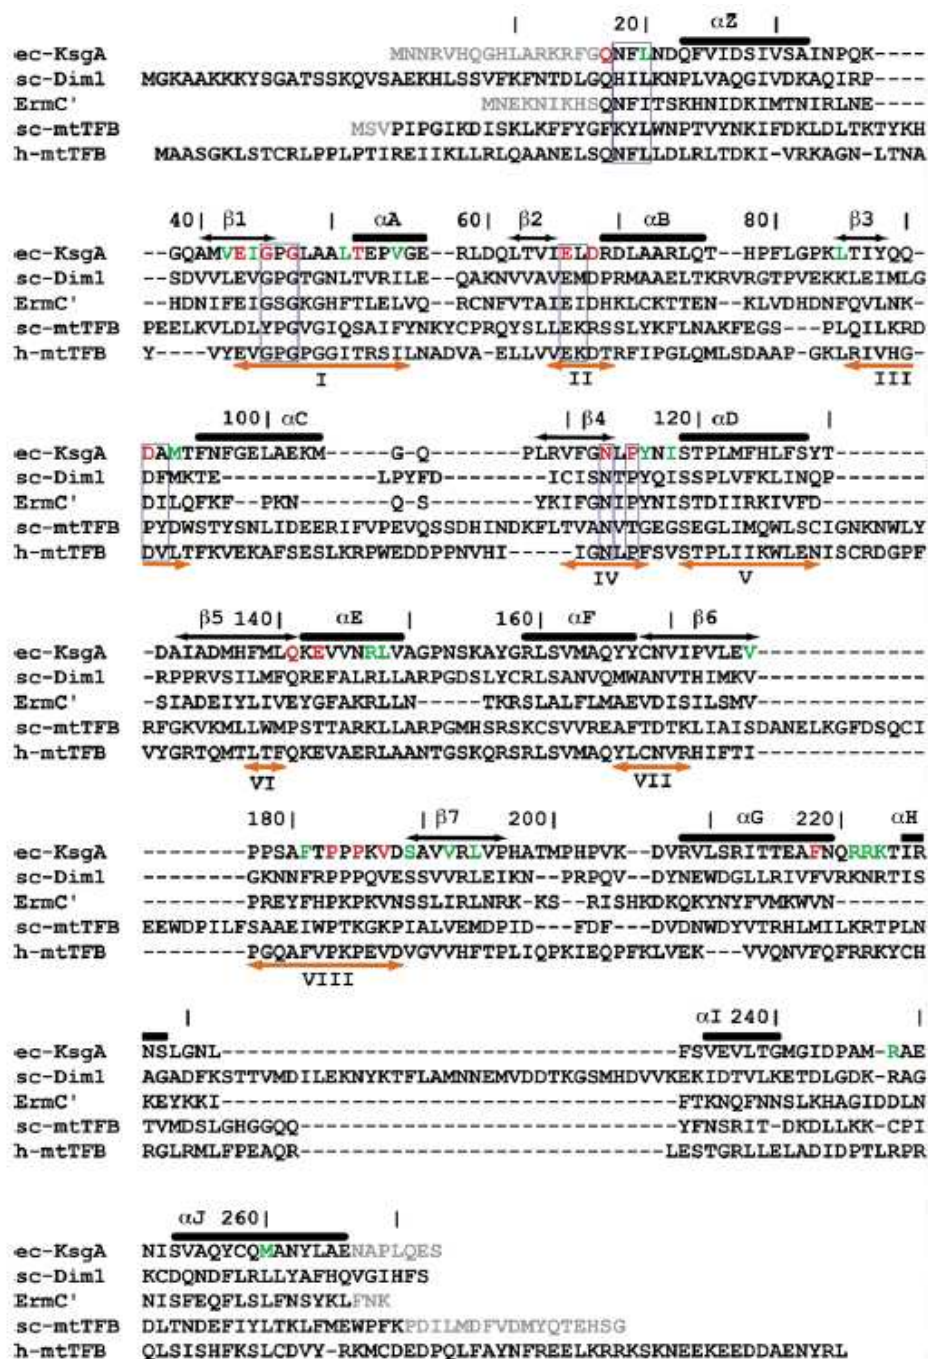 20 αZ
ec-KsgA MNNRVHQGHLARKRFGQNFLNDQFVIDSIVSAINPQK----
sc-Dim1 MGKAAKKKYSGATSSKQVSAEKHLSSVFKFNTDLGQHILKNPLVAQGIVDKAQIRP----
ErmC' MNEKNIKHSQNFITSKHNIDKIMTNIRLNE----
sc-mtTFB MSVPIPGIKDISKLKFFYGFKYLWNPTVYNKIFDKLDLTKTYKH
h-mtTFB MAASGKLSTCRLPPLPTIREIIKLLRLQAANELSQNFLLDLRLTDKI-VRKAGN-LTNA
40 β1 αA 60 β2 αB 80 β3
ec-KsgA --GQAMVEIGPGLAALTEPVGE--RLDQLTVIELDRDLAARLQT--HPFLGPKLTIYQQ
sc-Dim1 --SDVVLEVGPGTGNLTVRILE--QAKNVVAVEMDPRMAAELTKRVRGTPVEKKLEIMLG
ErmC' --HDNIFEIGSGKGHFTLELVQ--RCNFVTAIEIDHKLCKTTEN--KLVDHDNFQVLNK-
sc-mtTFB PEELKVLDLYPGVGIQSAIFYNKYCPRQYSLLEKRSSLYKFLNAKFEGS---PLQILKRD
h-mtTFB Y----VYEVGPGPGGITRSILNADVA-ELLVVEKDTRFIPGLQMLSDAAP-GKLRIVHG-
I II III
100 αC β4 120 αD
ec-KsgA DAMTFNFGELAEKM-----G-Q-------PLRVFGNLPYNISTPLMFHLFSYT-------
sc-Dim1 DFMKTE------------LPYFD-------ICISNTPYQISSPLVFKLINQP-------
ErmC' DILQFKF--PKN------Q-S--------YKIFGNIPYNISTDIIRKIVFD--------
sc-mtTFB PYDWSTYSNLIDEERIFVPEVQSSDHINDKFLTVANVTGEGSEGLIMQWLSCIGNKNWLY
h-mtTFB DVLTFKVEKAFSESLKRPWEDDPPNVHI-----IGNLPFSVSTPLIIKWLENISCRDGPF
IV V
β5 140 αE 160 αF β6
ec-KsgA -DAIADMHFMLQKEVVNRLVAGPNSKAYGRLSVMAQYYCNVIPVLEV-------------
sc-Dim1 --RPPRVSILMFQREFALRLLARPGDSLYCRLSANVQMWANVTHIMKV------------
ErmC' --SIADEIYLIVEYGFAKRLLN----TKRSLALFLMAEVDISILSMV-------------
sc-mtTFB RFGKVKMLLWMPSTTARKLLARPGMHSRSKCSVVREAFTDTKLIAISDANELKGFDSQCI
h-mtTFB VYGRTQMTLTFQKEVAERLAANTGSKQRSRLSVMAQYLCNVRHIFTI-------------
VI VII
180 β7 200 αG 220 αH
ec-KsgA --------PPSAFTPPPKVDSAVVRLVPHATMPHPVK--DVRVLSRITTEAFNQRRKTIR
sc-Dim1 --------GKNNFRPPPQVESSVVRLEIKN--PRPQV--DYNEWDGLLRIVFVRKNRTIS
ErmC' --------PREYFHPKPKVNSSLIRLNRK-KS--RISHKDKQKYNYFVMKWVN-------
sc-mtTFB EEWDPILFSAAEIWPTKGKPIALVEMDPID---FDF--DVDNWDYVTRHLMILKRTPLN
h-mtTFB --------PGQAFVPKPEVDVGVVHFTPLIQPKIEQPFKLVEK---VVQNVFQFRRKYCH
VIII
αI 240
ec-KsgA NSLGNL-----------------------------------FSVEVLTGMGIDPAM-RAE
sc-Dim1 AGADFKSTTVMDILEKNYKTFLAMNNEMVDDTKGSMHDVVKEKIDTVLKETDLGDK-RAG
ErmC' KEYKKI-----------------------------------FTKNQFNNSLKHAGIDDLN
sc-mtTFB TVMDSLGHGGQQ-----------------------------YFNSRIT-DKDLLKK-CPI
h-mtTFB RGLRMLFPEAQR----------------------------LESTGRLLELADIDPTLRPR
αJ 260
ec-KsgA NISVAQYCQMANYLAENAPLQES
sc-Dim1 KCDQNDFLRLLYAFHQVGIHFS
ErmC' NISFEQFLSLFNSYKLFNK
sc-mtTFB DLTNDEFIYLTKLFMEWPFKPDILMDFVDMYQTEHSG
h-mtTFB QLSISHFKSLCDVY-RKMCDEDPQLFAYNFREELKRRKSKNEEKEEDDAENYRL